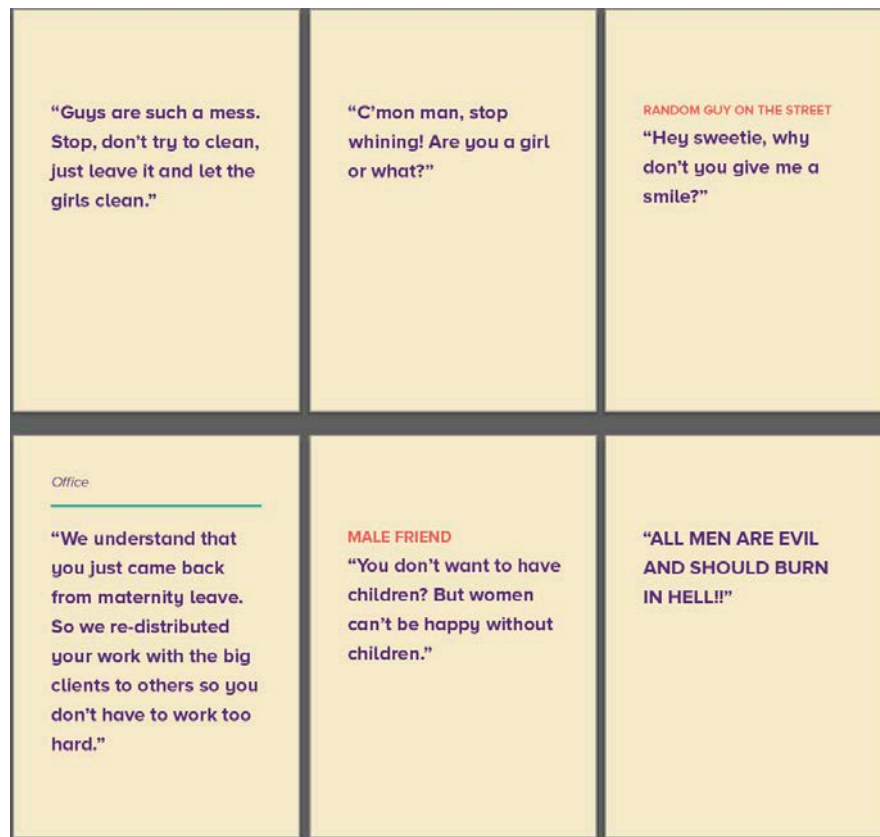 “Guys are such a mess.
Stop, don’t try to clean,
just leave it and let the
girls clean.”
“C’mon man, stop
whining! Are you a girl
or what?”
RANDOM GUY ON THE STREET
“Hey sweetie, why
don’t you give me a
smile?”
Office
“We understand that
you just came back
from maternity leave.
So we re-distributed
your work with the big
clients to others so you
don’t have to work too
hard.”
MALE FRIEND
“You don’t want to have
children? But women
can’t be happy without
children.”
“ALL MEN ARE EVIL
AND SHOULD BURN
IN HELL!!”